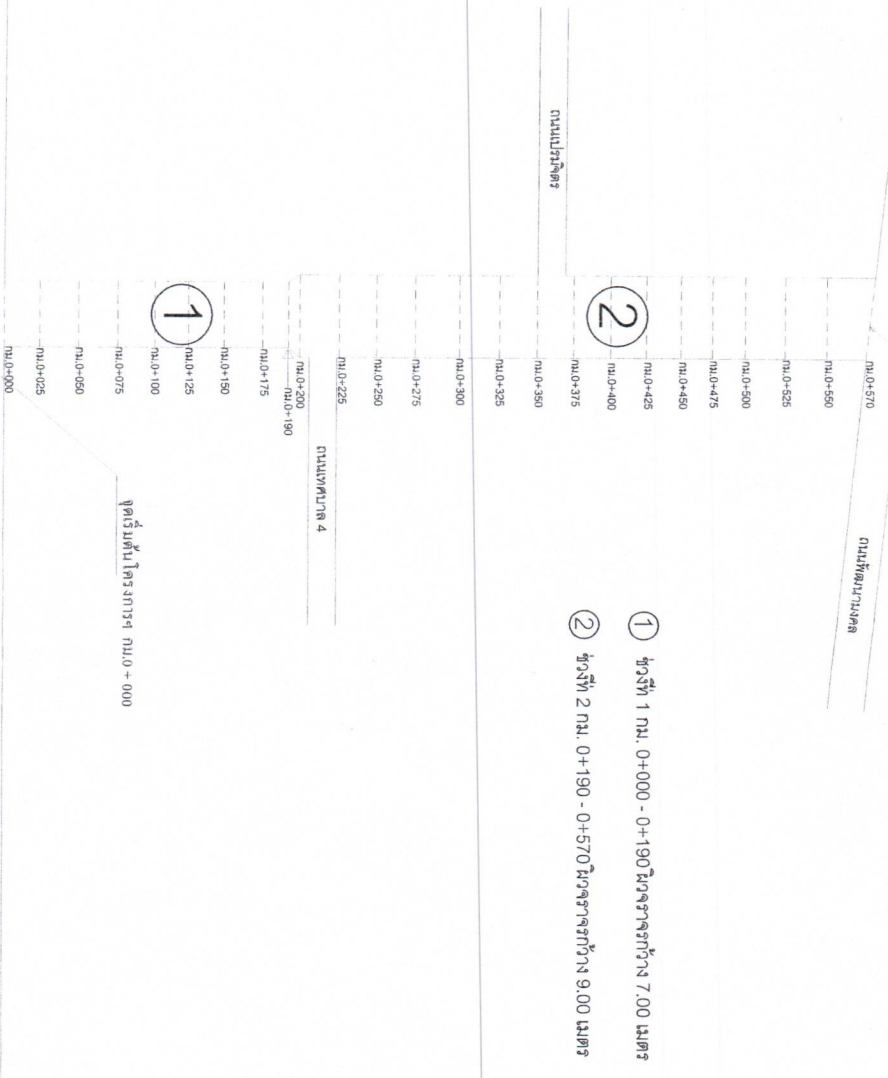 ถนนพัฒนามงคล
ถนนเปรมจิตร
ถนนเทศบาล 4
① ช่วงที่ 1 กม. 0+000 - 0+190 ผิวจราจรกว้าง 7.00 เมตร
② ช่วงที่ 2 กม. 0+190 - 0+570 ผิวจราจรกว้าง 9.00 เมตร
2
1
กม.0+570
กม.0+550
กม.0+525
กม.0+500
กม.0+475
กม.0+450
กม.0+425
กม.0+400
กม.0+375
กม.0+350
กม.0+325
กม.0+300
กม.0+275
กม.0+250
กม.0+225
กม.0+200
กม.0+190
กม.0+175
กม.0+150
กม.0+125
กม.0+100
กม.0+075
กม.0+050
กม.0+025
กม.0+000
จุดเริ่มต้นโครงการฯ กม.0 + 000